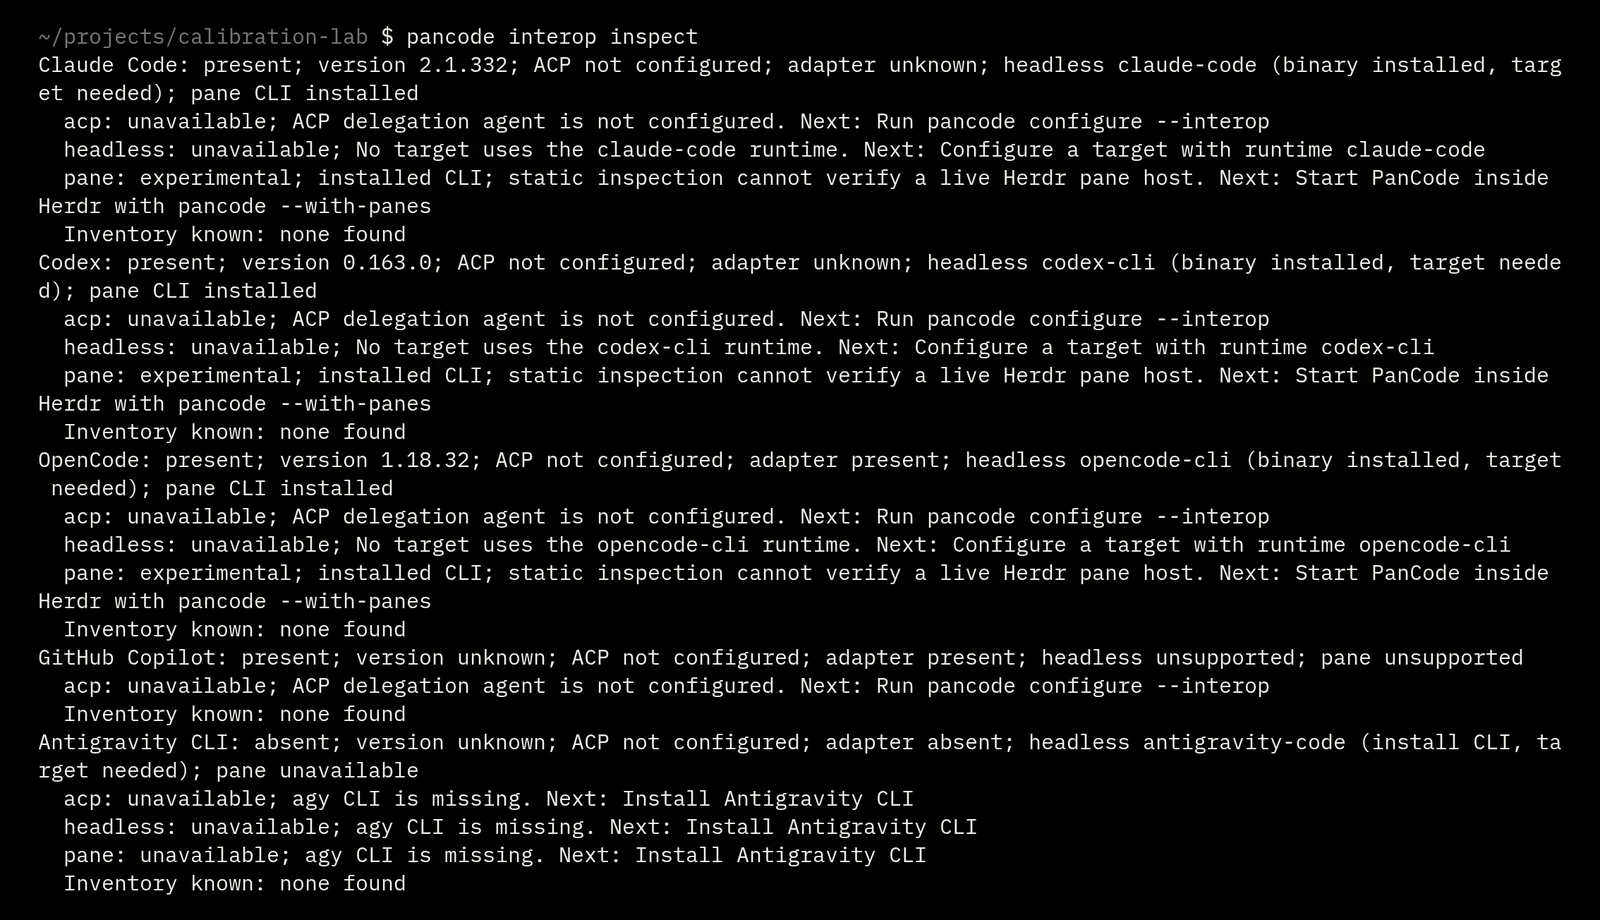 ~/projects/calibration-lab $ pancode interop inspect
Claude Code: present; version 2.1.332; ACP not configured; adapter unknown; headless claude-code (binary installed, targ
et needed); pane CLI installed
  acp: unavailable; ACP delegation agent is not configured. Next: Run pancode configure --interop
  headless: unavailable; No target uses the claude-code runtime. Next: Configure a target with runtime claude-code
  pane: experimental; installed CLI; static inspection cannot verify a live Herdr pane host. Next: Start PanCode inside
Herdr with pancode --with-panes
  Inventory known: none found
Codex: present; version 0.163.0; ACP not configured; adapter unknown; headless codex-cli (binary installed, target neede
d); pane CLI installed
  acp: unavailable; ACP delegation agent is not configured. Next: Run pancode configure --interop
  headless: unavailable; No target uses the codex-cli runtime. Next: Configure a target with runtime codex-cli
  pane: experimental; installed CLI; static inspection cannot verify a live Herdr pane host. Next: Start PanCode inside
Herdr with pancode --with-panes
  Inventory known: none found
OpenCode: present; version 1.18.32; ACP not configured; adapter present; headless opencode-cli (binary installed, target
 needed); pane CLI installed
  acp: unavailable; ACP delegation agent is not configured. Next: Run pancode configure --interop
  headless: unavailable; No target uses the opencode-cli runtime. Next: Configure a target with runtime opencode-cli
  pane: experimental; installed CLI; static inspection cannot verify a live Herdr pane host. Next: Start PanCode inside
Herdr with pancode --with-panes
  Inventory known: none found
GitHub Copilot: present; version unknown; ACP not configured; adapter present; headless unsupported; pane unsupported
  acp: unavailable; ACP delegation agent is not configured. Next: Run pancode configure --interop
  Inventory known: none found
Antigravity CLI: absent; version unknown; ACP not configured; adapter absent; headless antigravity-code (install CLI, ta
rget needed); pane unavailable
  acp: unavailable; agy CLI is missing. Next: Install Antigravity CLI
  headless: unavailable; agy CLI is missing. Next: Install Antigravity CLI
  pane: unavailable; agy CLI is missing. Next: Install Antigravity CLI
  Inventory known: none found